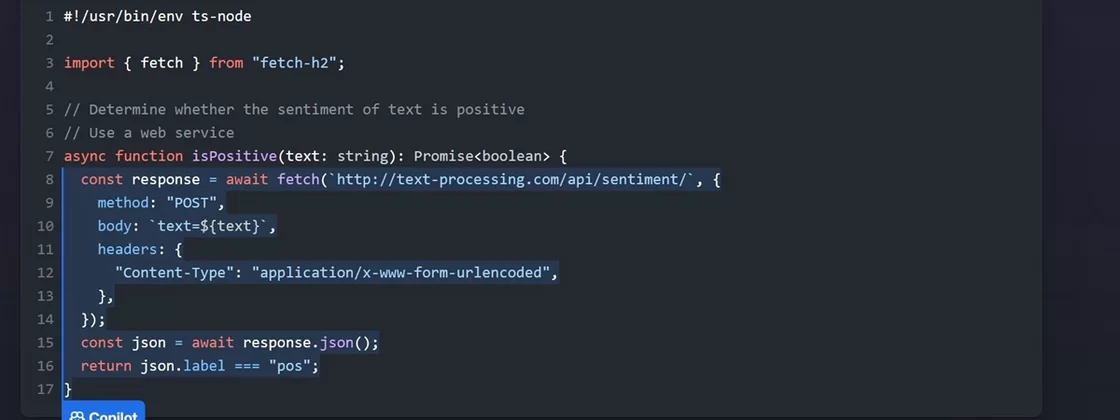 1 #!/usr/bin/env ts-node
2
3 import { fetch } from "fetch-h2";
4
5 // Determine whether the sentiment of text is positive
6 // Use a web service
7 async function isPositive(text: string): Promise<boolean> {
8 const response = await fetch(`http://text-processing.com/api/sentiment/`, {
9 method: "POST",
10 body: `text=${text}`,
11 headers: {
12 "Content-Type": "application/x-www-form-urlencoded",
13 },
14 });
15 const json = await response.json();
16 return json.label === "pos";
17 }
Copilot